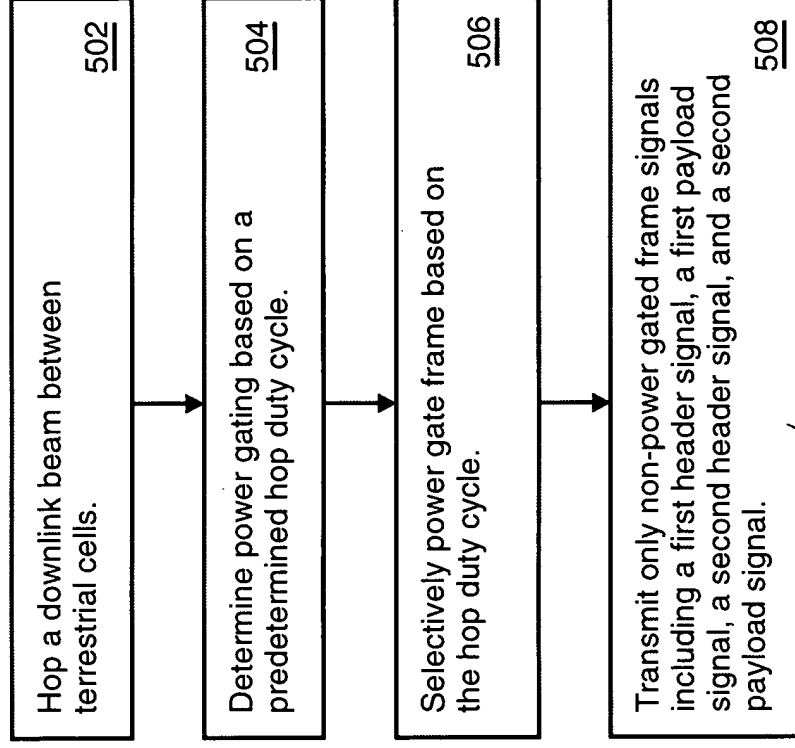 Hop a downlink beam between
terrestrial cells.
502
Determine power gating based on a
predetermined hop duty cycle.
504
Selectively power gate frame based on
the hop duty cycle.
506
Transmit only non-power gated frame signals
including a first header signal, a first payload
signal, a second header signal, and a second
payload signal.
508